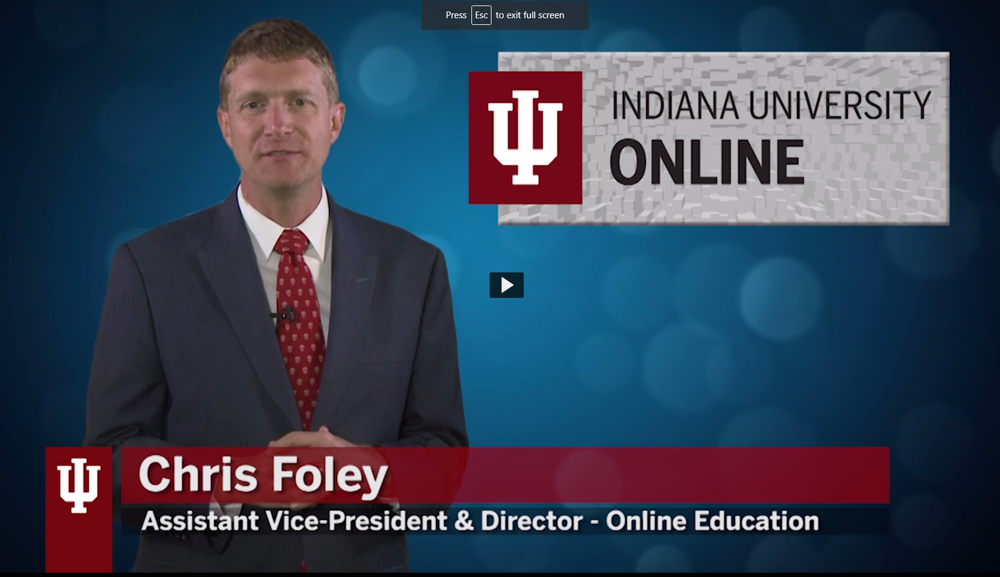 Press Esc to exit full screen
INDIANA UNIVERSITY
ONLINE
Chris Foley
Assistant Vice-President & Director - Online Education